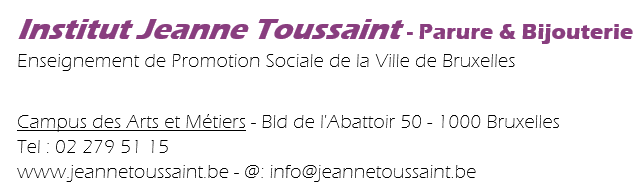 Institut Jeanne Toussaint - Parure & Bijouterie
Enseignement de Promotion Sociale de la Ville de Bruxelles
Campus des Arts et Métiers - Bld de l'Abattoir 50 - 1000 Bruxelles
Tel : 02 279 51 15
www.jeannetoussaint.be - @: info@jeannetoussaint.be